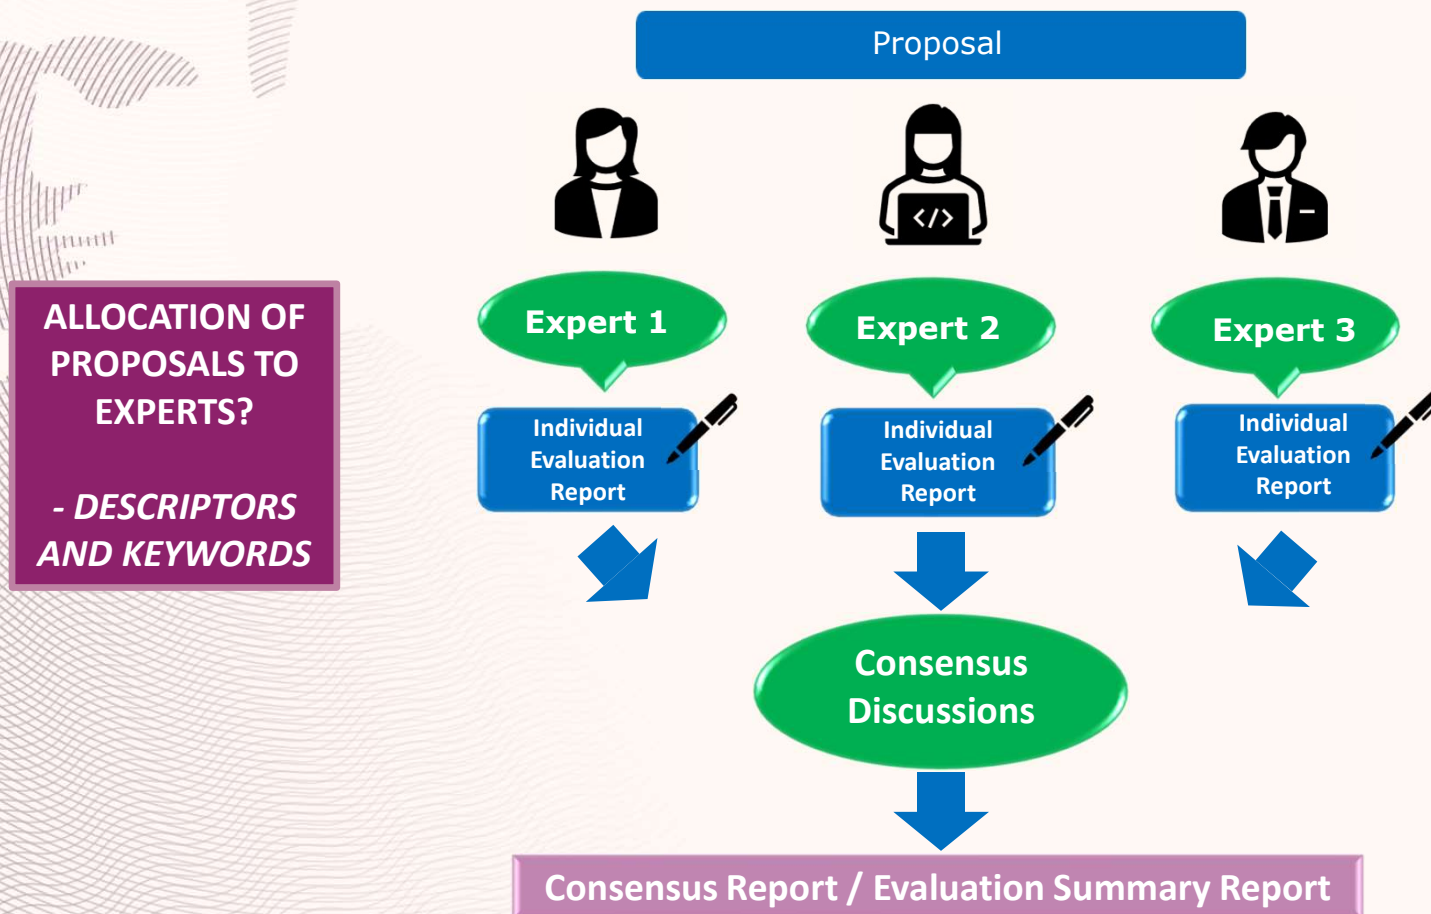 Proposal
</>
Expert 1
Expert 2
Expert 3
ALLOCATION OF
PROPOSALS TO
EXPERTS?
- DESCRIPTORS
AND KEYWORDS
Individual
Evaluation
Report
Individual
Evaluation
Report
Individual
Evaluation
Report
Consensus
Discussions
Consensus Report / Evaluation Summary Report